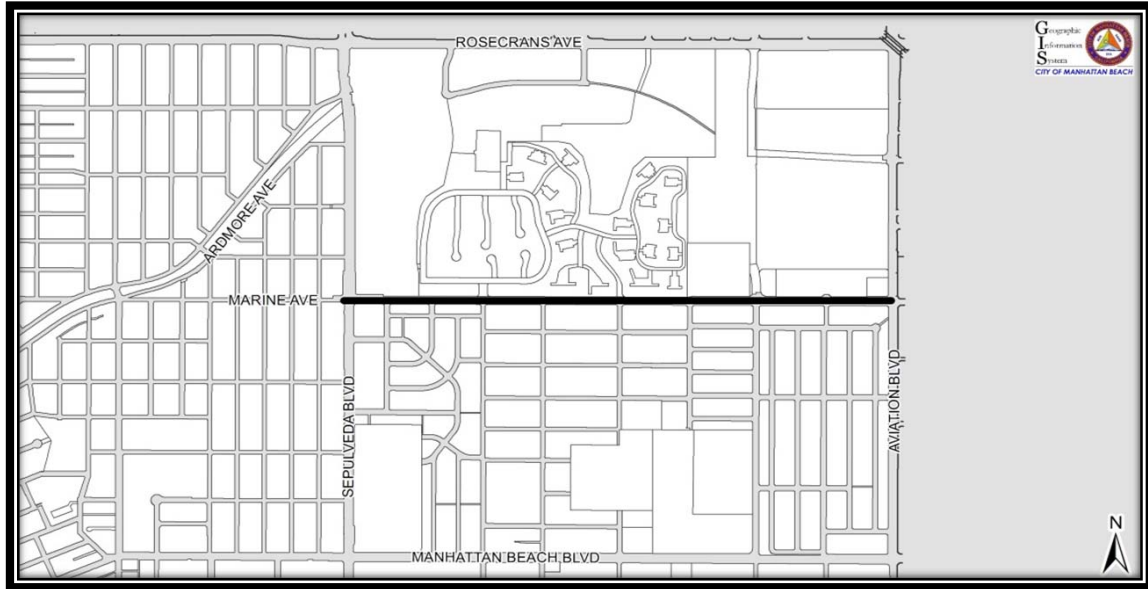 ROSECRANS AVE
Geographic
Information
System
CITY OF MANHATTAN BEACH
ARDMORE AVE
MARINE AVE
SEPULVEDA BLVD
AVIATION BLVD
MANHATTAN BEACH BLVD
N